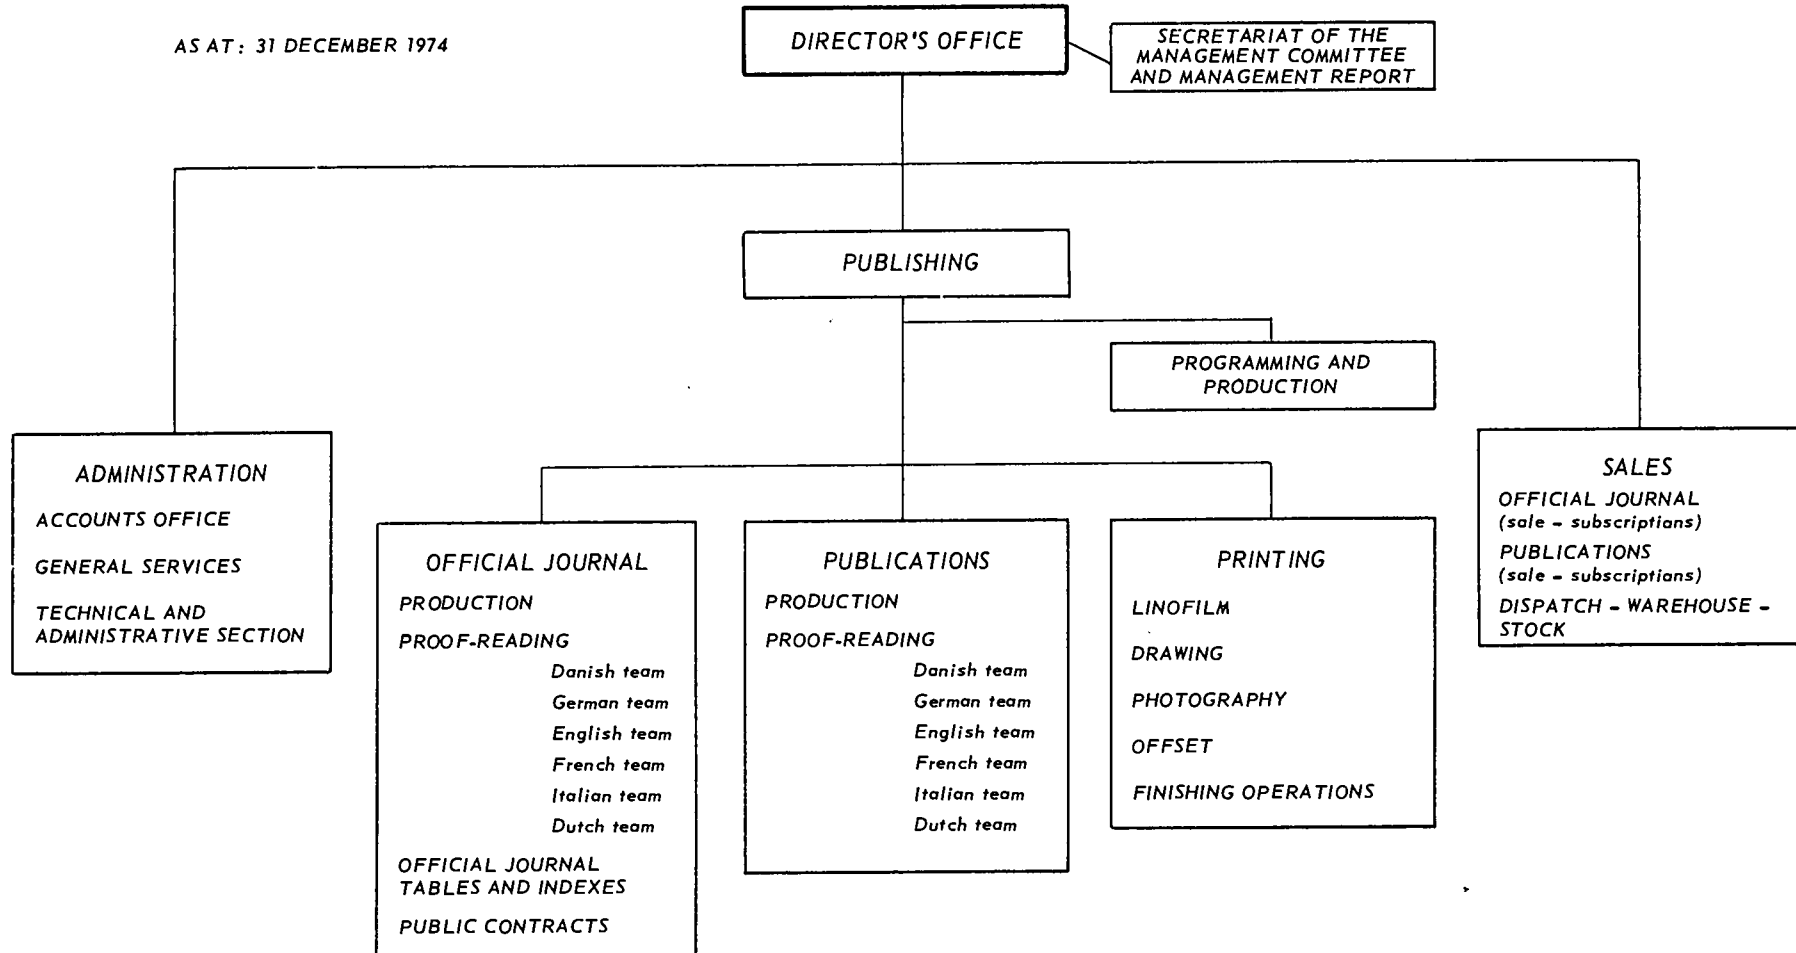 AS AT: 31 DECEMBER 1974
DIRECTOR'S OFFICE
SECRETARIAT OF THE
MANAGEMENT COMMITTEE
AND MANAGEMENT REPORT
PUBLISHING
PROGRAMMING AND
PRODUCTION
ADMINISTRATION
ACCOUNTS OFFICE
GENERAL SERVICES
TECHNICAL AND
ADMINISTRATIVE SECTION
OFFICIAL JOURNAL
PRODUCTION
PROOF-READING
Danish team
German team
English team
French team
Italian team
Dutch team
OFFICIAL JOURNAL
TABLES AND INDEXES
PUBLIC CONTRACTS
PUBLICATIONS
PRODUCTION
PROOF-READING
Danish team
German team
English team
French team
Italian team
Dutch team
PRINTING
LINOFILM
DRAWING
PHOTOGRAPHY
OFFSET
FINISHING OPERATIONS
SALES
OFFICIAL JOURNAL
(sale - subscriptians)
PUBLICATIONS
(sale - subscriptians)
DISPATCH - WAREHOUSE -
STOCK